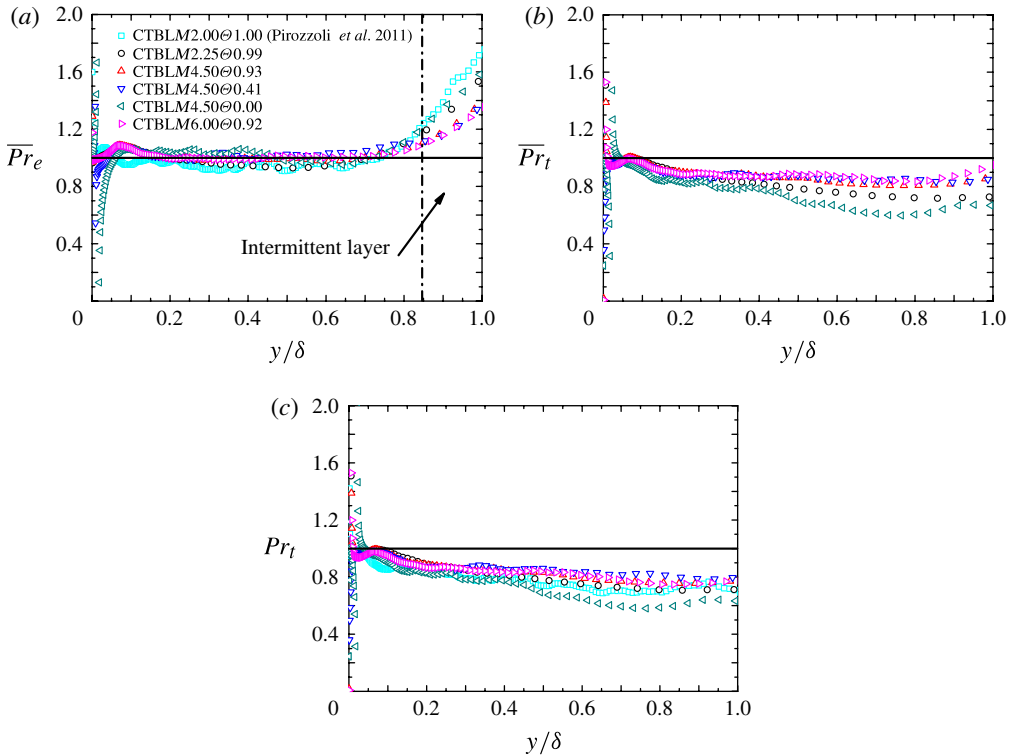 (a)
2.0
1.6
1.2
0.8
0.4
0
0.2
0.4
0.6
0.8
1.0
Pr_e
y/δ
CTBLM2.00Θ1.00 (Pirozzoli et al. 2011)
CTBLM2.25Θ0.99
CTBLM4.50Θ0.93
CTBLM4.50Θ0.41
CTBLM4.50Θ0.00
CTBLM6.00Θ0.92
Intermittent layer
(b)
2.0
1.6
1.2
0.8
0.4
0
0.2
0.4
0.6
0.8
1.0
Pr_t
y/δ
(c)
2.0
1.6
1.2
0.8
0.4
0
0.2
0.4
0.6
0.8
1.0
Pr_t
y/δ